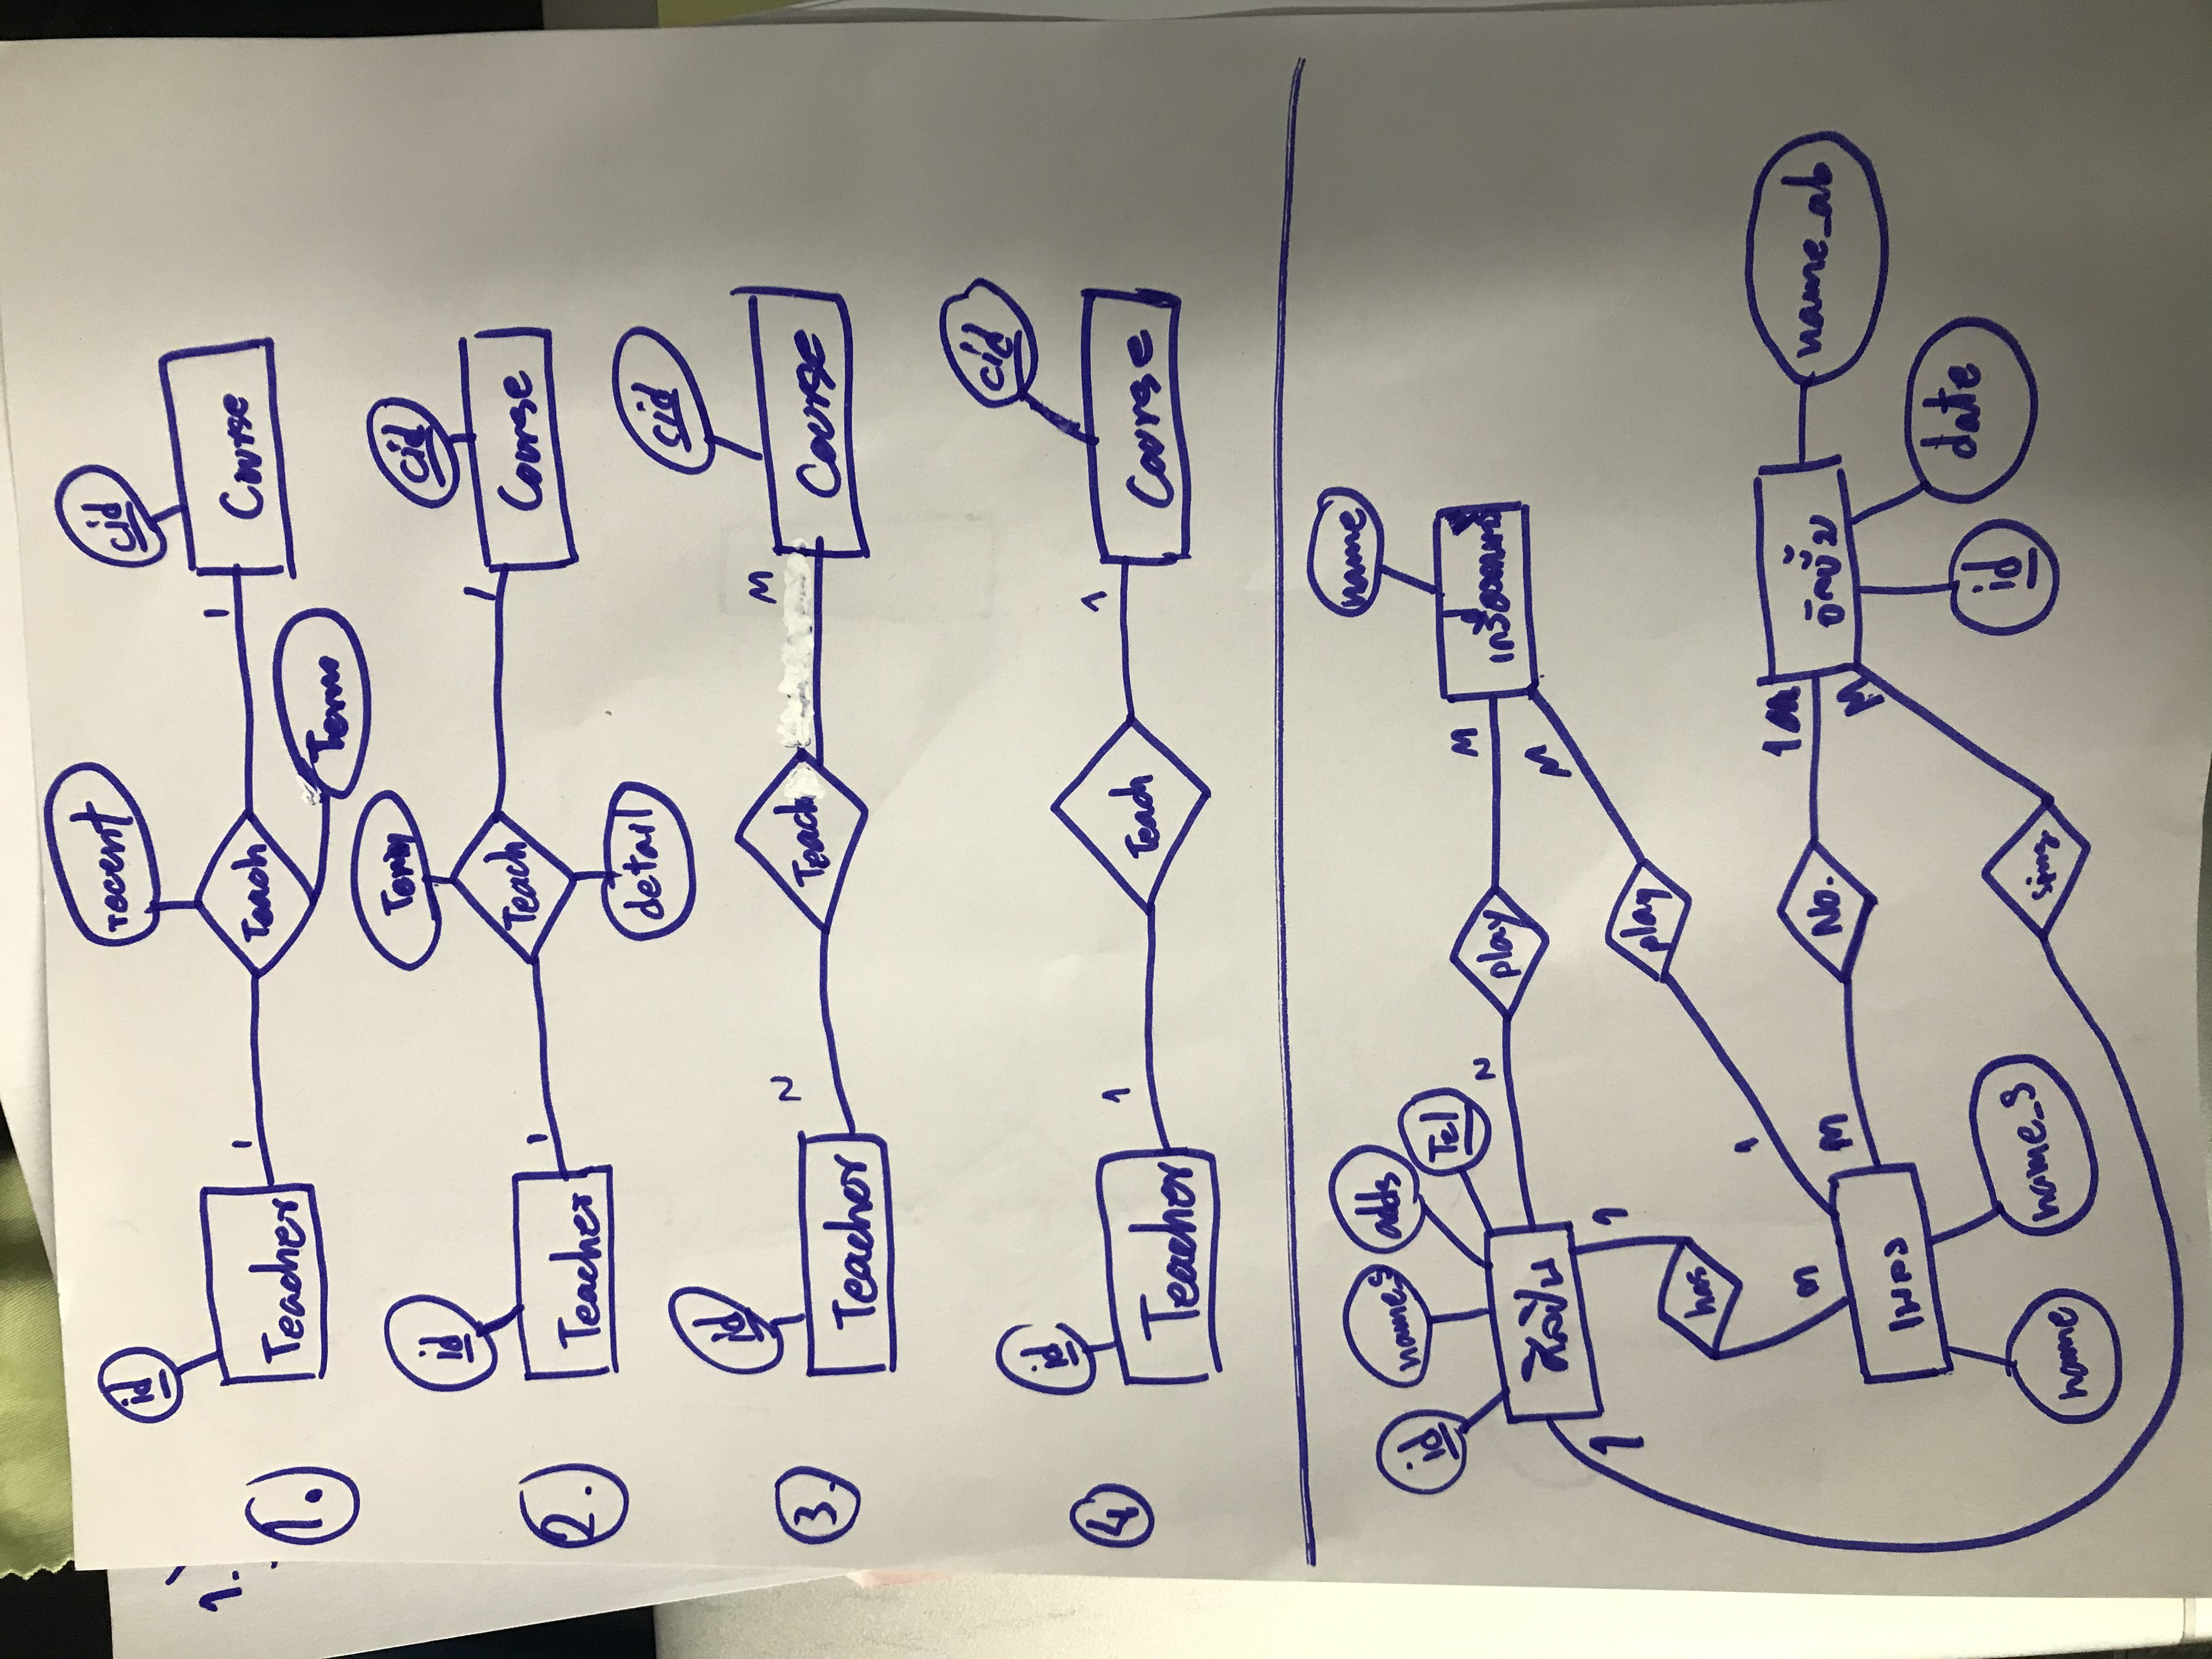 1.
id
recent
cid
1.
Teacher
1
Teach
1
Course
Term
id
Term
cid
2.
Teacher
1
Teach
1
Course
detail
id
cid
3.
Teacher
N
Teach
M
Course
id
cid
4
Teacher
1
Teach
1
Course
id
name_s
adds
Tel
name
ศิลปิน
N
play
M
เครื่องดนตรี
1
1
has
play
M
1
m
เพลง
M
No.
1
อัลบั้ม
name_ab
M
name
name_s
sing
id
date